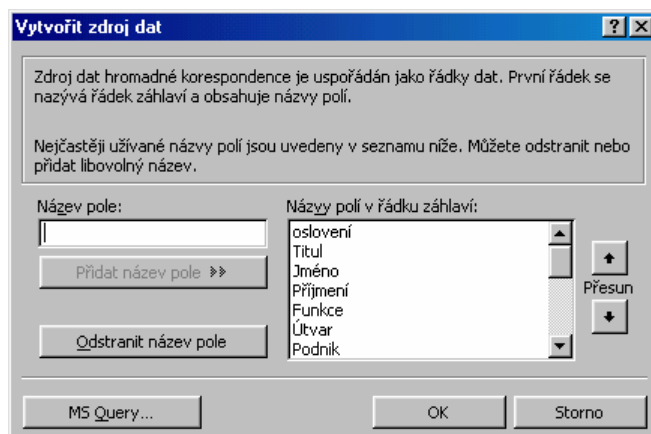 Vytvořit zdroj dat
Zdroj dat hromadné korespondence je uspořádán jako řádky dat. První řádek se
nazývá řádek záhlaví a obsahuje názvy polí.
Nejčastěji užívané názvy polí jsou uvedeny v seznamu níže. Můžete odstranit nebo
přidat libovolný název.
Název pole:
Přidat název pole
Odstranit název pole
Názvy polí v řádku záhlaví:
oslovení
Titul
Jméno
Příjmení
Funkce
Útvar
Podnik
Přesun
MS Query...
OK
Storno